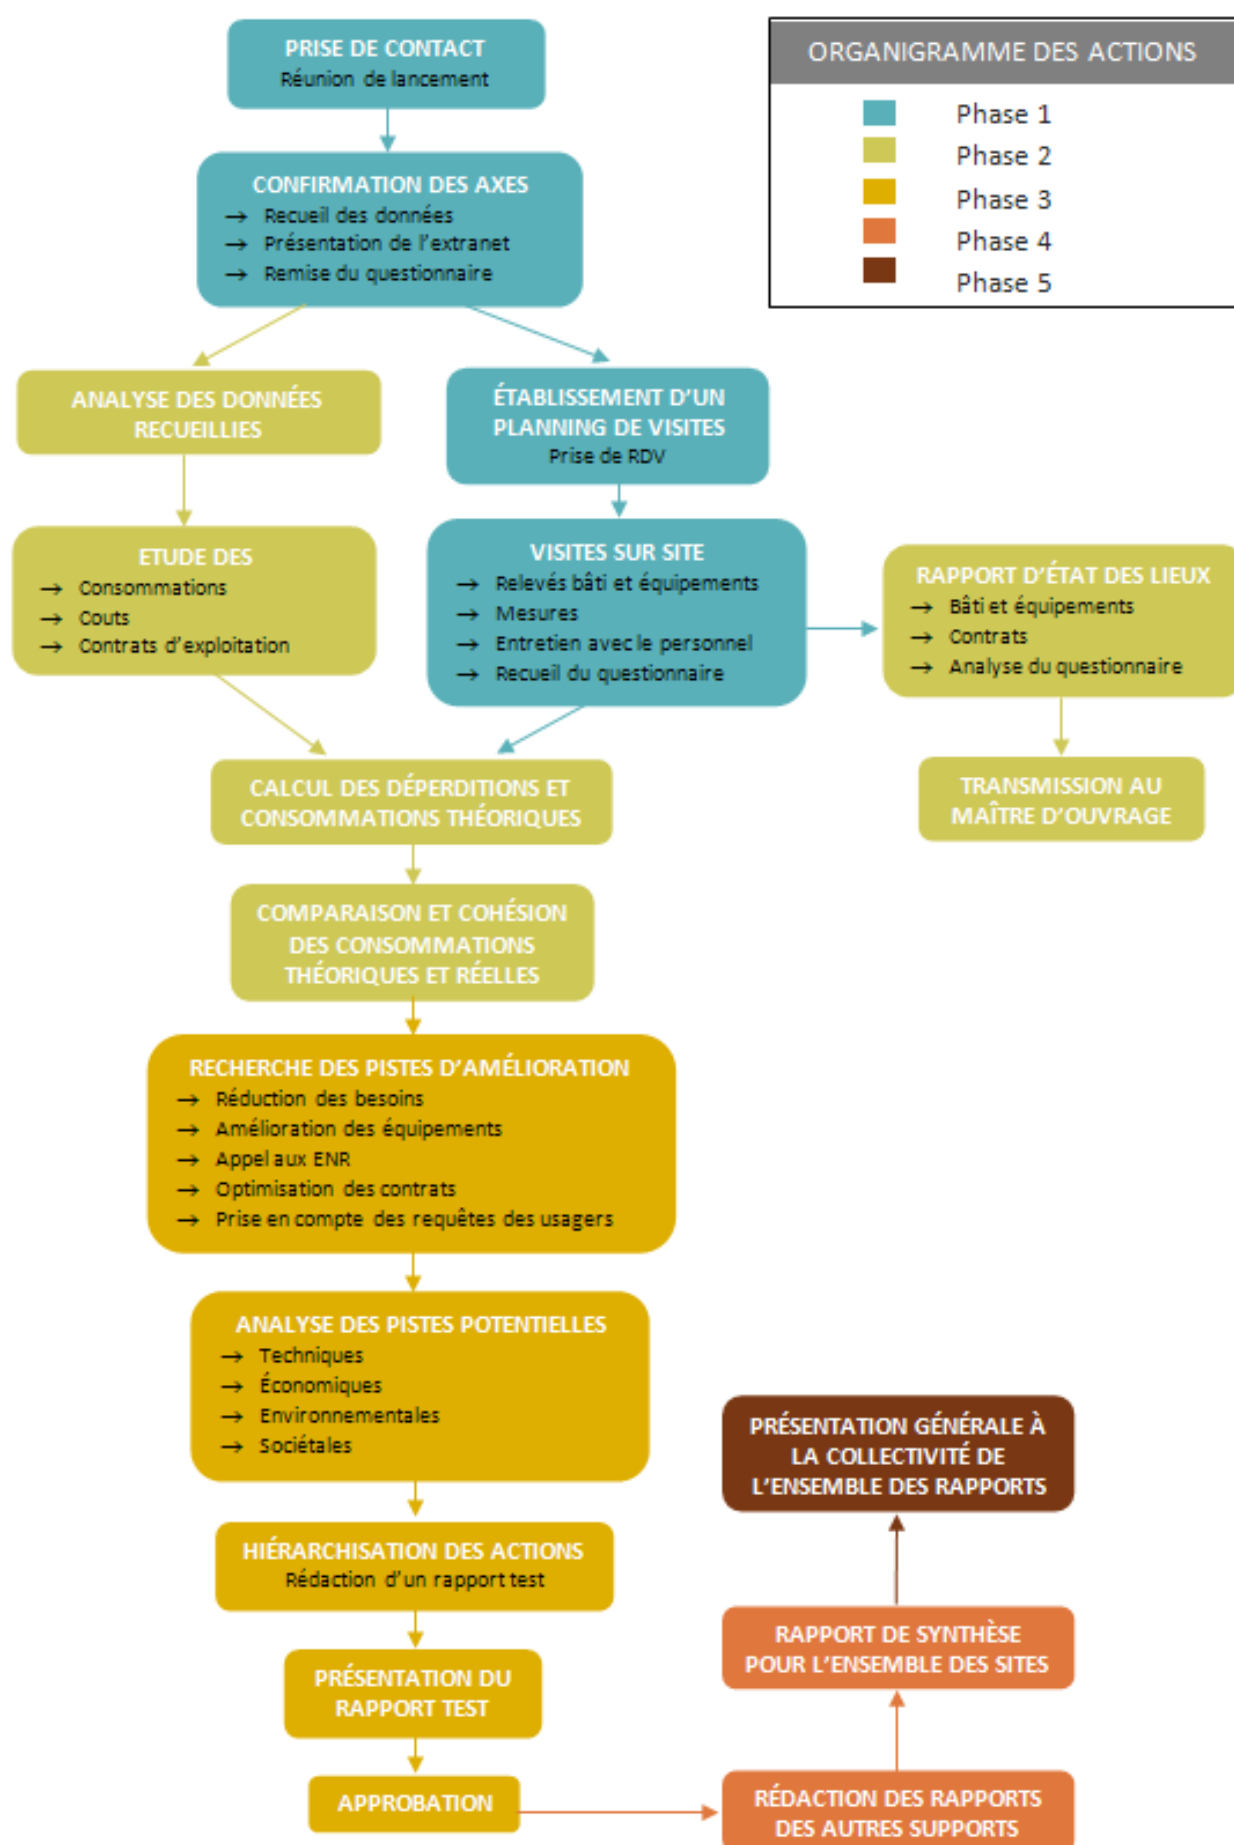 PRISE DE CONTACT
Réunion de lancement
ORGANIGRAMME DES ACTIONS
Phase 1
Phase 2
Phase 3
Phase 4
Phase 5
CONFIRMATION DES AXES
→ Recueil des données
→ Présentation de l'extranet
→ Remise du questionnaire
ANALYSE DES DONNÉES
RECUEILLIES
ÉTABLISSEMENT D'UN
PLANNING DE VISITES
Prise de RDV
ETUDE DES
→ Consommations
→ Couts
→ Contrats d'exploitation
VISITES SUR SITE
→ Relevés bâti et équipements
→ Mesures
→ Entretien avec le personnel
→ Recueil du questionnaire
RAPPORT D'ÉTAT DES LIEUX
→ Bâti et équipements
→ Contrats
→ Analyse du questionnaire
TRANSMISSION AU
MAÎTRE D'OUVRAGE
CALCUL DES DÉPERDITIONS ET
CONSOMMATIONS THÉORIQUES
COMPARAISON ET COHÉSION
DES CONSOMMATIONS
THÉORIQUES ET RÉELLES
RECHERCHE DES PISTES D'AMÉLIORATION
→ Réduction des besoins
→ Amélioration des équipements
→ Appel aux ENR
→ Optimisation des contrats
→ Prise en compte des requêtes des usagers
ANALYSE DES PISTES POTENTIELLES
→ Techniques
→ Économiques
→ Environnementales
→ Sociétales
HIÉRARCHISATION DES ACTIONS
Rédaction d'un rapport test
PRÉSENTATION DU
RAPPORT TEST
APPROBATION
RÉDACTION DES RAPPORTS
DES AUTRES SUPPORTS
RAPPORT DE SYNTHÈSE
POUR L'ENSEMBLE DES SITES
PRÉSENTATION GÉNÉRALE À
LA COLLECTIVITÉ DE
L'ENSEMBLE DES RAPPORTS